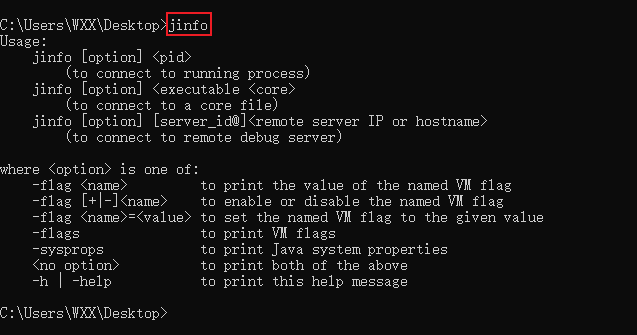 C:\Users\WXX\Desktop>jinfo
Usage:
    jinfo [option] <pid>
        (to connect to running process)
    jinfo [option] <executable <core>
        (to connect to a core file)
    jinfo [option] [server_id@]<remote server IP or hostname>
        (to connect to remote debug server)

where <option> is one of:
    -flag <name>         to print the value of the named VM flag
    -flag [+|-]<name>    to enable or disable the named VM flag
    -flag <name>=<value> to set the named VM flag to the given value
    -flags               to print VM flags
    -sysprops            to print Java system properties
    <no option>          to print both of the above
    -h | -help           to print this help message

C:\Users\WXX\Desktop>